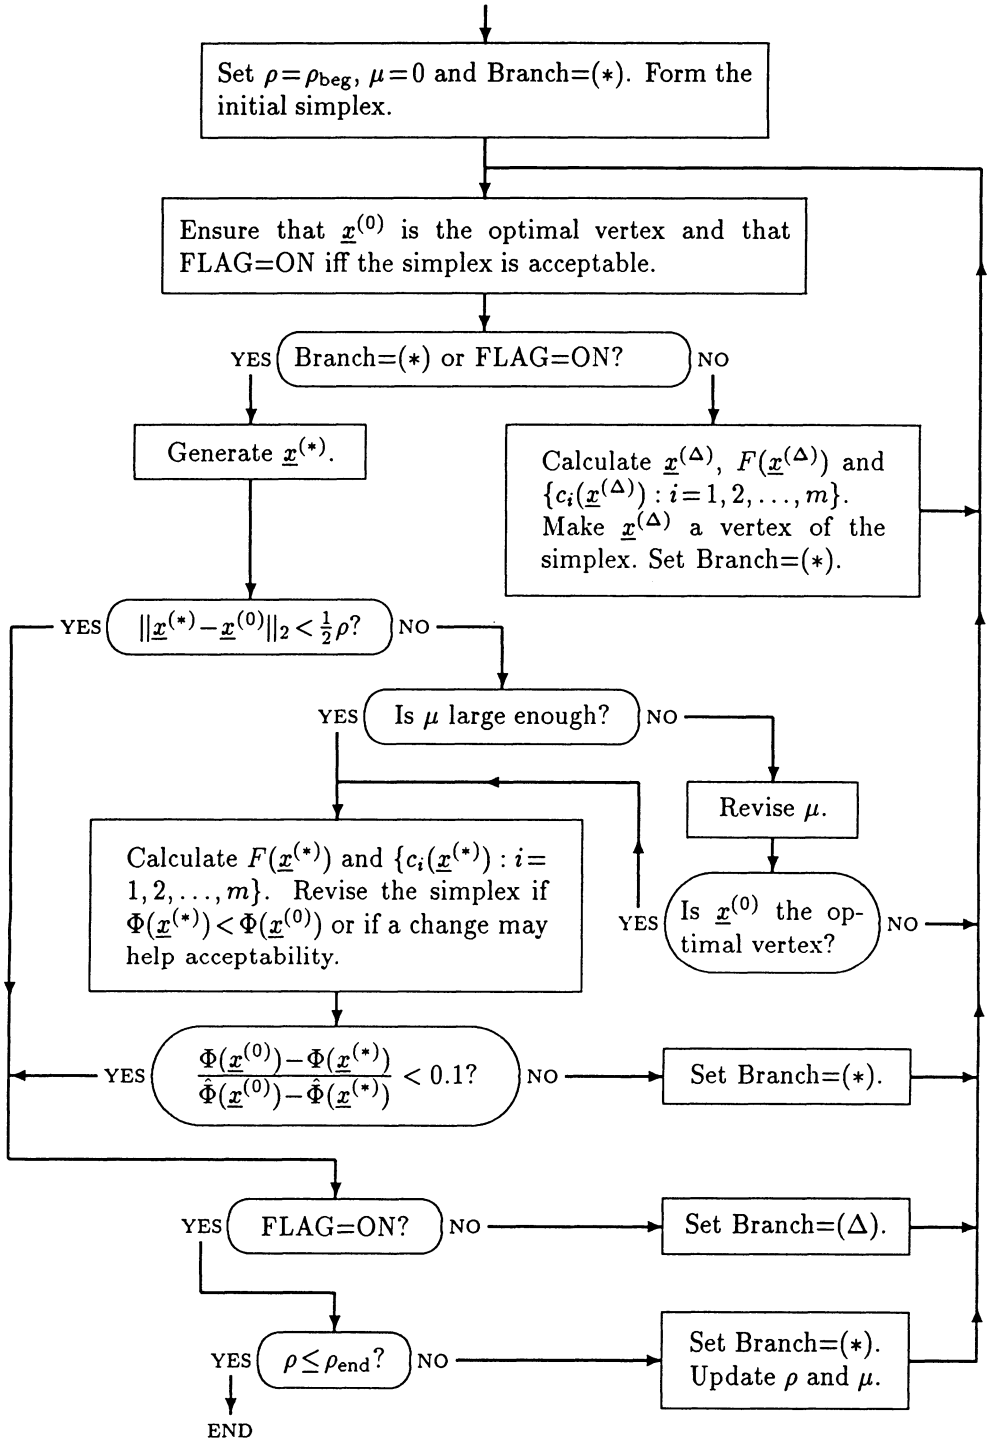 Set ρ=ρ_beg, μ=0 and Branch=(*). Form the
initial simplex.
Ensure that x̲^(0) is the optimal vertex and that
FLAG=ON iff the simplex is acceptable.
YES
Branch=(*) or FLAG=ON?
NO
Generate x̲^(*).
Calculate x̲^(Δ), F(x̲^(Δ)) and
{c_i(x̲^(Δ) : i=1,2,...,m}.
Make x̲^(Δ) a vertex of the
simplex. Set Branch=(*).
YES
||x̲^(*)−x̲^(0)||₂ < ½ρ?
NO
YES
Is μ large enough?
NO
Revise μ.
Calculate F(x̲^(*)) and {c_i(x̲^(*)) : i=
1,2,...,m}. Revise the simplex if
Φ(x̲^(*)) < Φ(x̲^(0)) or if a change may
help acceptability.
YES
Is x̲^(0) the op-
timal vertex?
NO
YES
Φ(x̲^(0))−Φ(x̲^(*))
Φ̂(x̲^(0))−Φ̂(x̲^(*))
< 0.1?
NO
Set Branch=(*).
YES
FLAG=ON?
NO
Set Branch=(Δ).
YES
ρ≤ρ_end?
NO
Set Branch=(*).
Update ρ and μ.
END